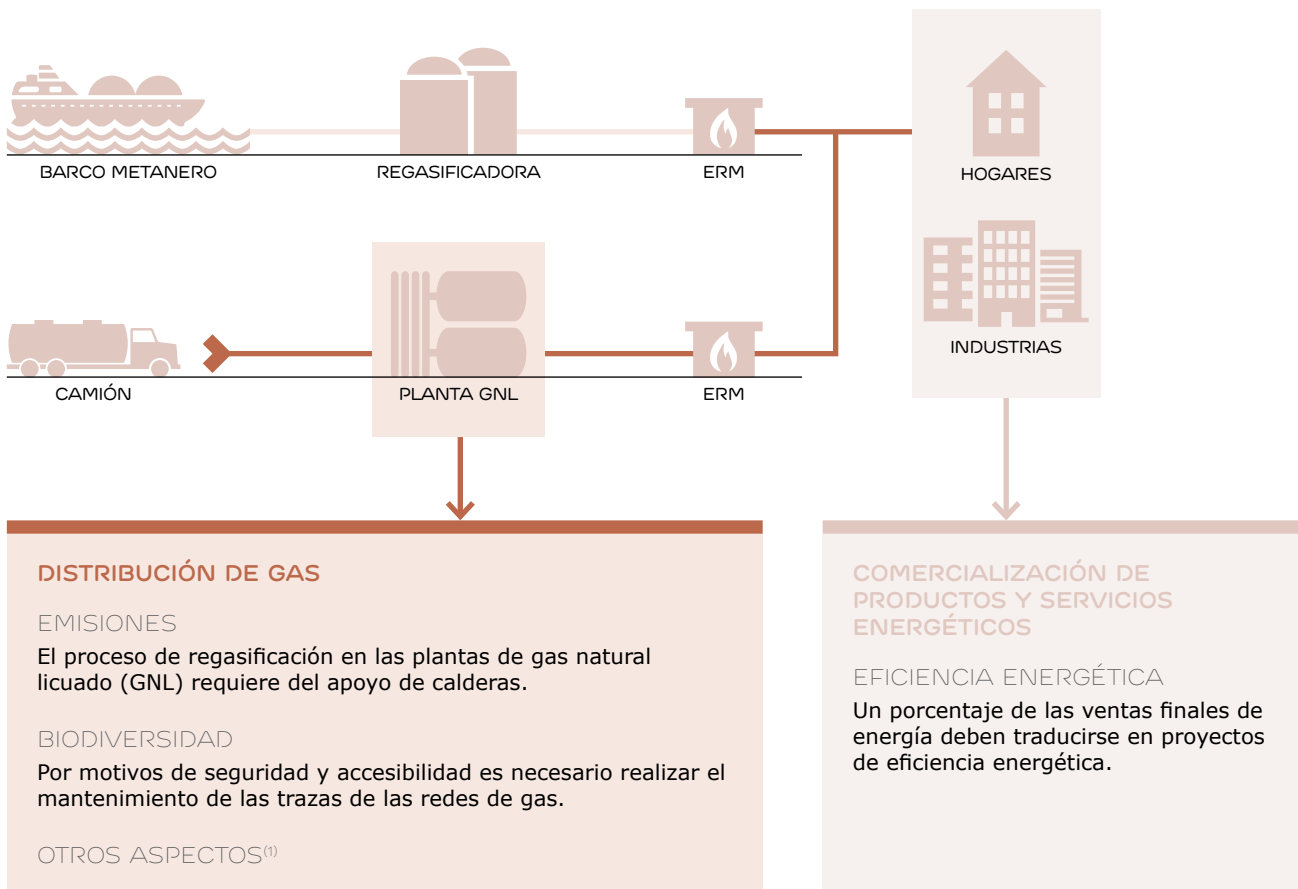 BARCO METANERO
REGASIFICADORA
ERM
HOGARES
INDUSTRIAS
CAMIÓN
PLANTA GNL
ERM
DISTRIBUCIÓN DE GAS
EMISIONES
El proceso de regasificación en las plantas de gas natural
licuado (GNL) requiere del apoyo de calderas.
BIODIVERSIDAD
Por motivos de seguridad y accesibilidad es necesario realizar el
mantenimiento de las trazas de las redes de gas.
OTROS ASPECTOS(1)
COMERCIALIZACIÓN DE
PRODUCTOS Y SERVICIOS
ENERGÉTICOS
EFICIENCIA ENERGÉTICA
Un porcentaje de las ventas finales de
energía deben traducirse en proyectos
de eficiencia energética.